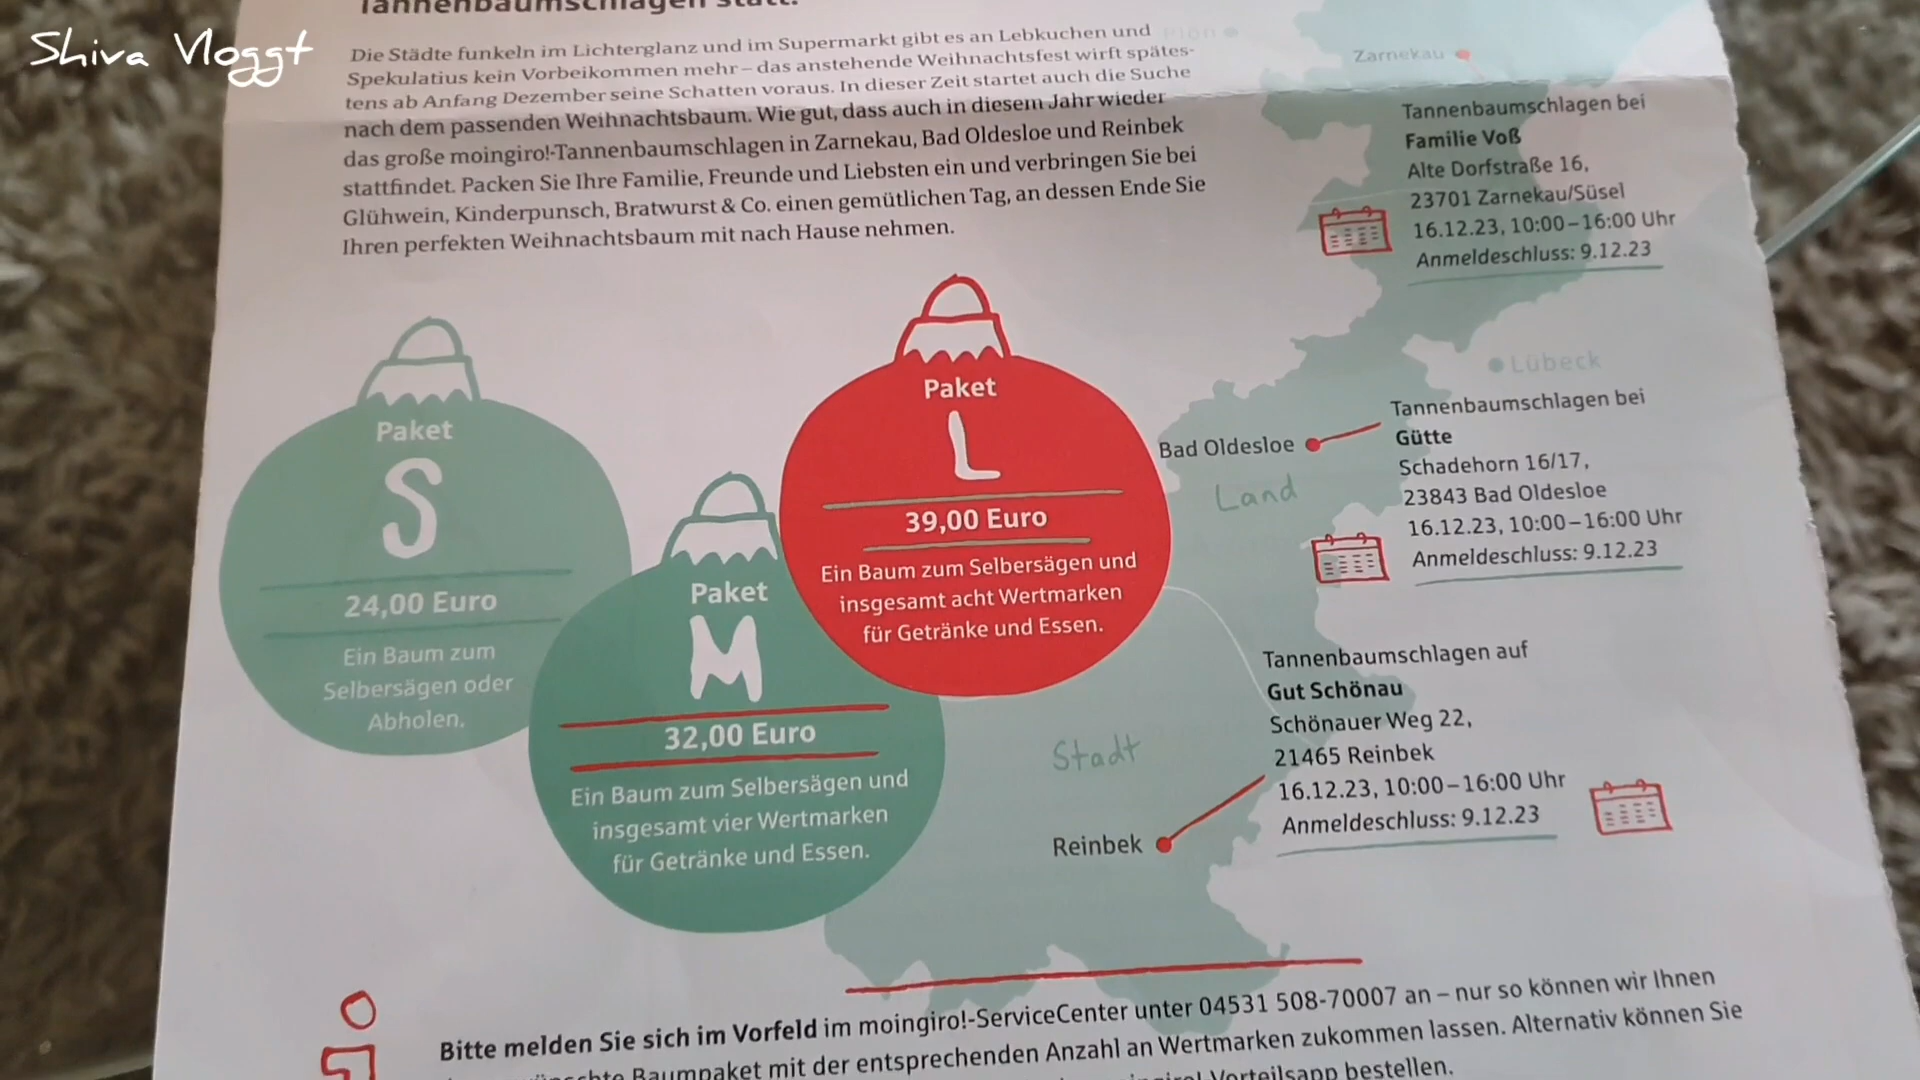 Shiva Vloggt
Tannenbaumschlagen statt.
Die Städte funkeln im Lichterglanz und im Supermarkt gibt es an Lebkuchen und
Spekulatius kein Vorbeikommen mehr – das anstehende Weihnachtsfest wirft spätes-
tens ab Anfang Dezember seine Schatten voraus. In dieser Zeit startet auch die Suche
nach dem passenden Weihnachtsbaum. Wie gut, dass auch in diesem Jahr wieder
das große moingiro!-Tannenbaumschlagen in Zarnekau, Bad Oldesloe und Reinbek
stattfindet. Packen Sie Ihre Familie, Freunde und Liebsten ein und verbringen Sie bei
Glühwein, Kinderpunsch, Bratwurst & Co. einen gemütlichen Tag, an dessen Ende Sie
Ihren perfekten Weihnachtsbaum mit nach Hause nehmen.
Zarnekau
Tannenbaumschlagen bei
Familie Voß
Alte Dorfstraße 16,
23701 Zarnekau/Süsel
16.12.23, 10:00–16:00 Uhr
Anmeldeschluss: 9.12.23
Paket
S
24,00 Euro
Ein Baum zum
Selbersägen oder
Abholen.
Paket
M
32,00 Euro
Ein Baum zum Selbersägen und
insgesamt vier Wertmarken
für Getränke und Essen.
Paket
L
39,00 Euro
Ein Baum zum Selbersägen und
insgesamt acht Wertmarken
für Getränke und Essen.
Lübeck
Bad Oldesloe
Land
Tannenbaumschlagen bei
Gütte
Schadehorn 16/17,
23843 Bad Oldesloe
16.12.23, 10:00–16:00 Uhr
Anmeldeschluss: 9.12.23
Stadt
Reinbek
Tannenbaumschlagen auf
Gut Schönau
Schönauer Weg 22,
21465 Reinbek
16.12.23, 10:00–16:00 Uhr
Anmeldeschluss: 9.12.23
Bitte melden Sie sich im Vorfeld im moingiro!-ServiceCenter unter 04531 508-70007 an – nur so können wir Ihnen
Baumpaket mit der entsprechenden Anzahl an Wertmarken zukommen lassen. Alternativ können Sie
Vorteilsapp bestellen.